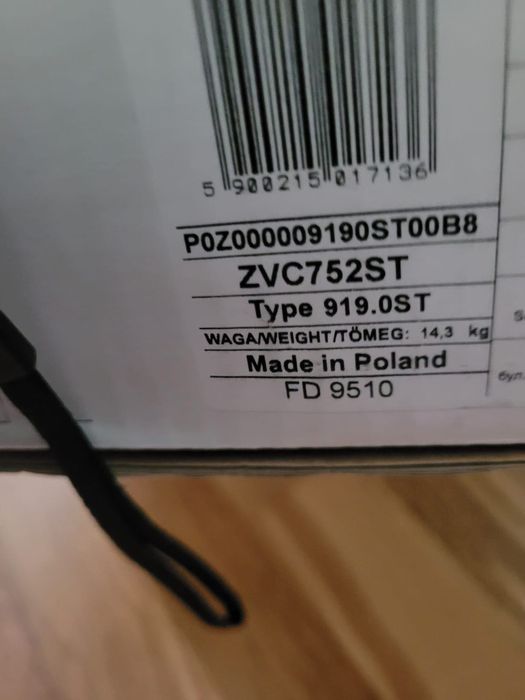 5 900215 017136
P0Z000009190ST00B8
ZVC752ST
Type 919.0ST
WAGA/WEIGHT/TÖMEG: 14,3 kg
Made in Poland
FD 9510
бул.